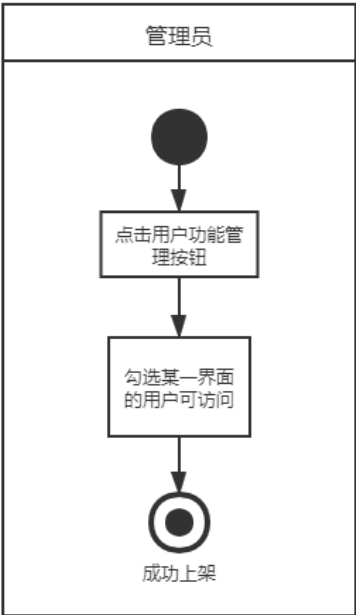 管理员
点击用户功能管
理按钮
勾选某一界面
的用户可访问
成功上架